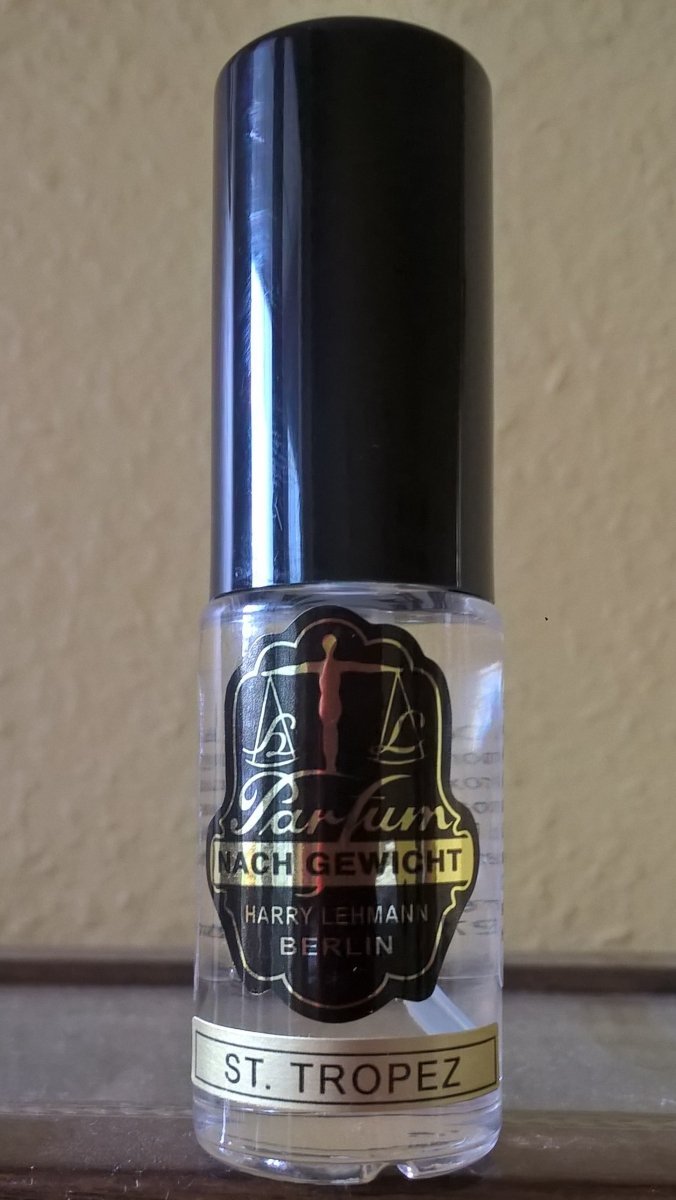 H L
Parfum
NACH GEWICHT
HARRY LEHMANN
BERLIN
ST. TROPEZ